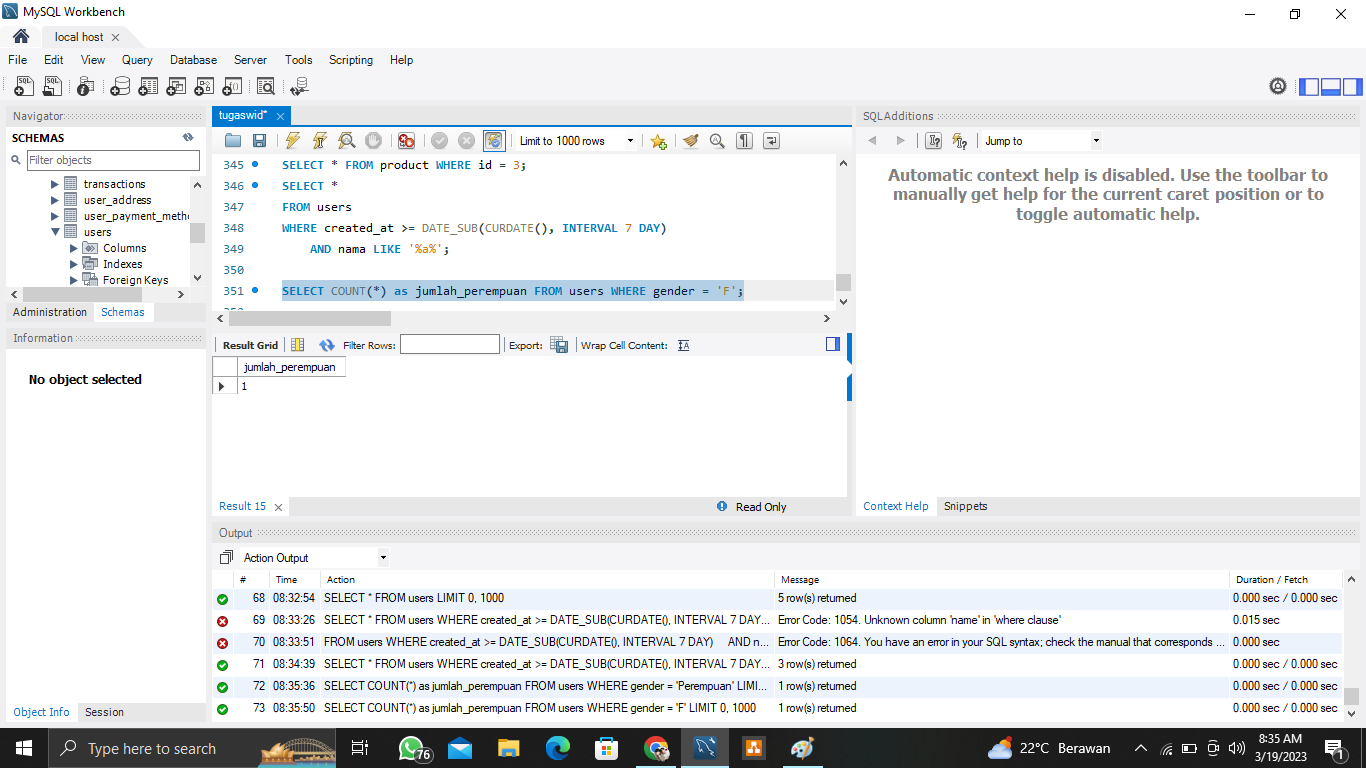 MySQL Workbench
local host
File Edit View Query Database Server Tools Scripting Help
Navigator
SCHEMAS
Filter objects
transactions
user_address
user_payment_meth
users
Columns
Indexes
Foreign Keys
Administration Schemas
Information
No object selected
Object Info Session
tugaswid*
Limit to 1000 rows
345 SELECT * FROM product WHERE id = 3;
346 SELECT *
347 FROM users
348 WHERE created_at >= DATE_SUB(CURDATE(), INTERVAL 7 DAY)
349 AND nama LIKE '%a%';
350
351 SELECT COUNT(*) as jumlah_perempuan FROM users WHERE gender = 'F';
Result Grid Filter Rows: Export: Wrap Cell Content:
jumlah_perempuan
1
Result 15 Read Only
SQLAdditions
Jump to
Automatic context help is disabled. Use the toolbar to
manually get help for the current caret position or to
toggle automatic help.
Context Help Snippets
Output
Action Output
# Time Action Message Duration / Fetch
68 08:32:54 SELECT * FROM users LIMIT 0, 1000 5 row(s) returned 0.000 sec / 0.000 sec
69 08:33:26 SELECT * FROM users WHERE created_at >= DATE_SUB(CURDATE(), INTERVAL 7 DAY... Error Code: 1054. Unknown column 'name' in 'where clause' 0.015 sec
70 08:33:51 FROM users WHERE created_at >= DATE_SUB(CURDATE(), INTERVAL 7 DAY) AND n... Error Code: 1064. You have an error in your SQL syntax; check the manual that corresponds ... 0.000 sec
71 08:34:39 SELECT * FROM users WHERE created_at >= DATE_SUB(CURDATE(), INTERVAL 7 DAY... 3 row(s) returned 0.000 sec / 0.000 sec
72 08:35:36 SELECT COUNT(*) as jumlah_perempuan FROM users WHERE gender = 'Perempuan' LIMI... 1 row(s) returned 0.000 sec / 0.000 sec
73 08:35:50 SELECT COUNT(*) as jumlah_perempuan FROM users WHERE gender = 'F' LIMIT 0, 1000 1 row(s) returned 0.000 sec / 0.000 sec
Type here to search
76
22°C Berawan
8:35 AM
3/19/2023
1